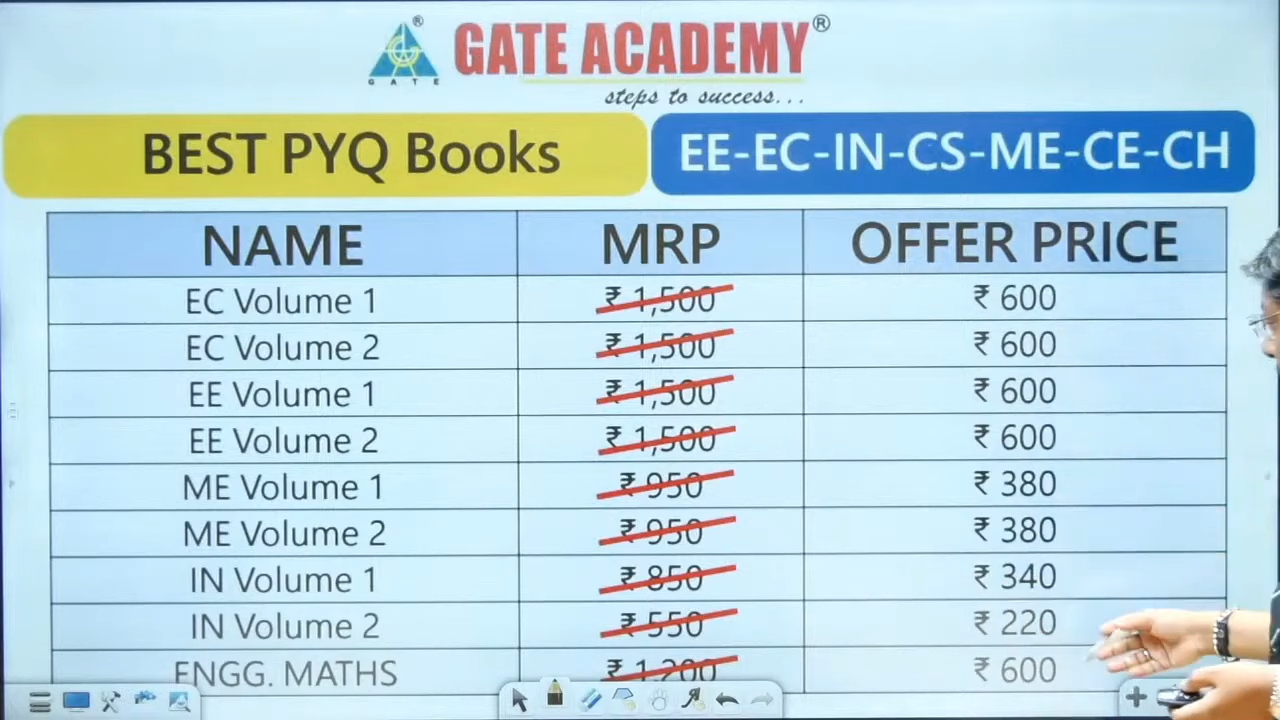 GATE ACADEMY®
®
GATE
steps to success...
BEST PYQ Books
EE-EC-IN-CS-ME-CE-CH
NAME MRP OFFER PRICE
EC Volume 1 ₹ 1,500 ₹ 600
EC Volume 2 ₹ 1,500 ₹ 600
EE Volume 1 ₹ 1,500 ₹ 600
EE Volume 2 ₹ 1,500 ₹ 600
ME Volume 1 ₹ 950 ₹ 380
ME Volume 2 ₹ 950 ₹ 380
IN Volume 1 ₹ 850 ₹ 340
IN Volume 2 ₹ 550 ₹ 220
ENGG. MATHS ₹ 1,200 ₹ 600